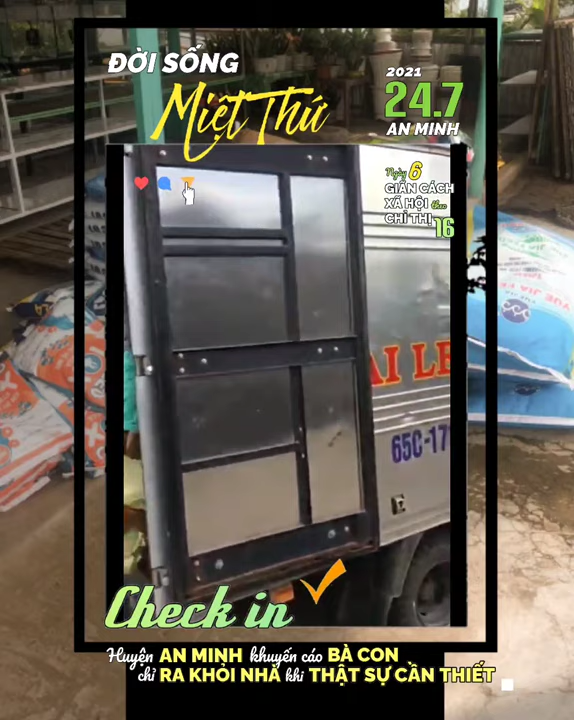 ĐỜI SỐNG
Miệt Thứ
2021
24.7
AN MINH
Ngày 6
GIÃN CÁCH
XÃ HỘI theo
CHỈ THỊ 16
AI LE
65C-17
Check in
Huyện AN MINH khuyến cáo BÀ CON
chỉ RA KHỎI NHÀ khi THẬT SỰ CẦN THIẾT